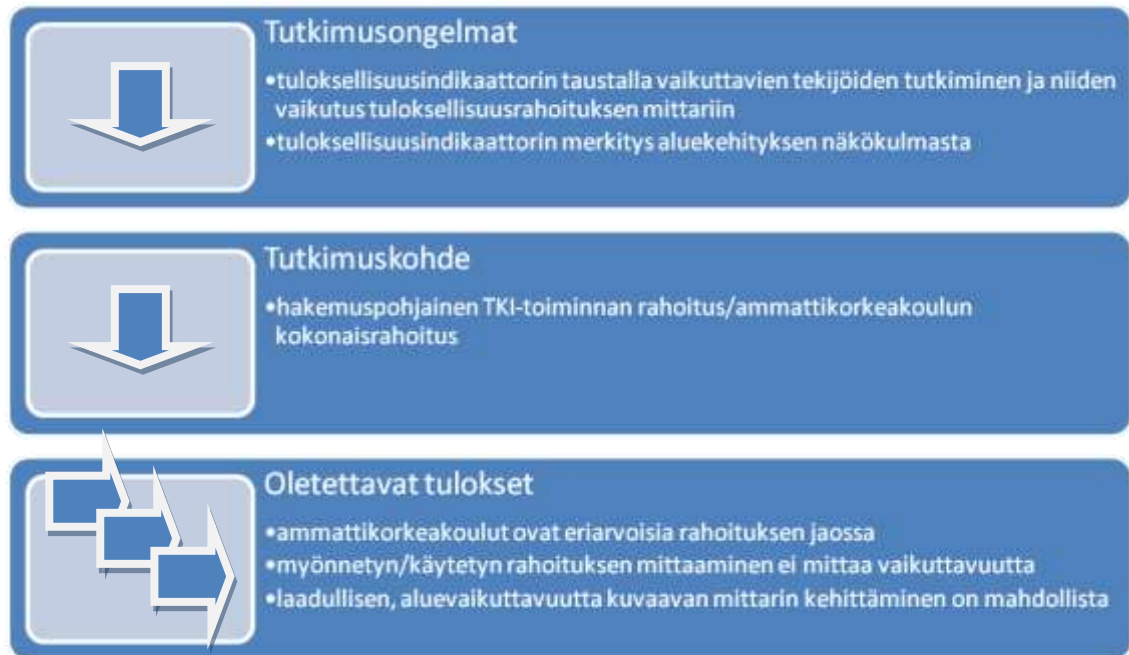 Tutkimusongelmat
•tuloksellisuusindikaattorin taustalla vaikuttavien tekijöiden tutkiminen ja niiden
vaikutus tuloksellisuusrahoituksen mittariin
•tuloksellisuusindikaattorin merkitys aluekehityksen näkökulmasta
Tutkimuskohde
•hakemuspohjainen TKI-toiminnan rahoitus/ammattikorkeakoulun
kokonaisrahoitus
Oletettavat tulokset
•ammattikorkeakoulut ovat eriarvoisia rahoituksen jaossa
•myönnetyn/käytetyn rahoituksen mittaaminen ei mittaa vaikuttavuutta
•laadullisen, aluevaikuttavuutta kuvaavan mittarin kehittäminen on mahdollista